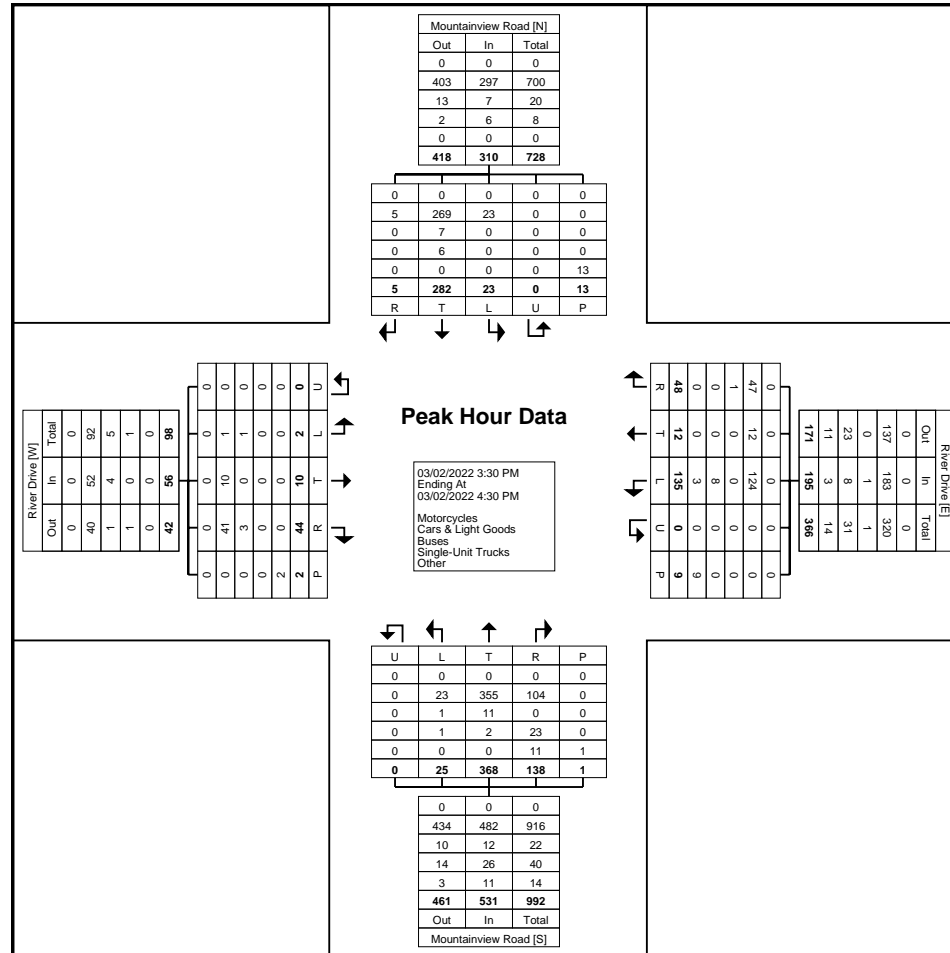 Mountainview Road [N]
Out In Total
0 0 0
403 297 700
13 7 20
2 6 8
0 0 0
418 310 728
0 0 0 0 0
5 269 23 0 0
0 7 0 0 0
0 6 0 0 0
0 0 0 0 13
5 282 23 0 13
R T L U P
River Drive [W]
Out In Total
0 0 0
40 52 92
1 4 5
1 0 1
0 0 0
42 56 98
0 0 0 0 0
0 41 10 1 0
0 3 0 1 0
0 0 0 0 0
2 0 0 0 0
2 44 10 2 0
P R T L U
Peak Hour Data
03/02/2022 3:30 PM
Ending At
03/02/2022 4:30 PM
Motorcycles
Cars & Light Goods
Buses
Single-Unit Trucks
Other
River Drive [E]
Out In Total
0 0 0
137 183 320
0 1 1
23 8 31
11 3 14
171 195 366
0 0 0 0 0
47 12 124 0 0
1 0 0 0 0
0 0 8 0 0
0 0 3 0 9
48 12 135 0 9
R T L U P
U L T R P
0 0 0 0 0
0 23 355 104 0
0 1 11 0 0
0 1 2 23 0
0 0 0 11 1
0 25 368 138 1
0 0 0
434 482 916
10 12 22
14 26 40
3 11 14
461 531 992
Out In Total
Mountainview Road [S]